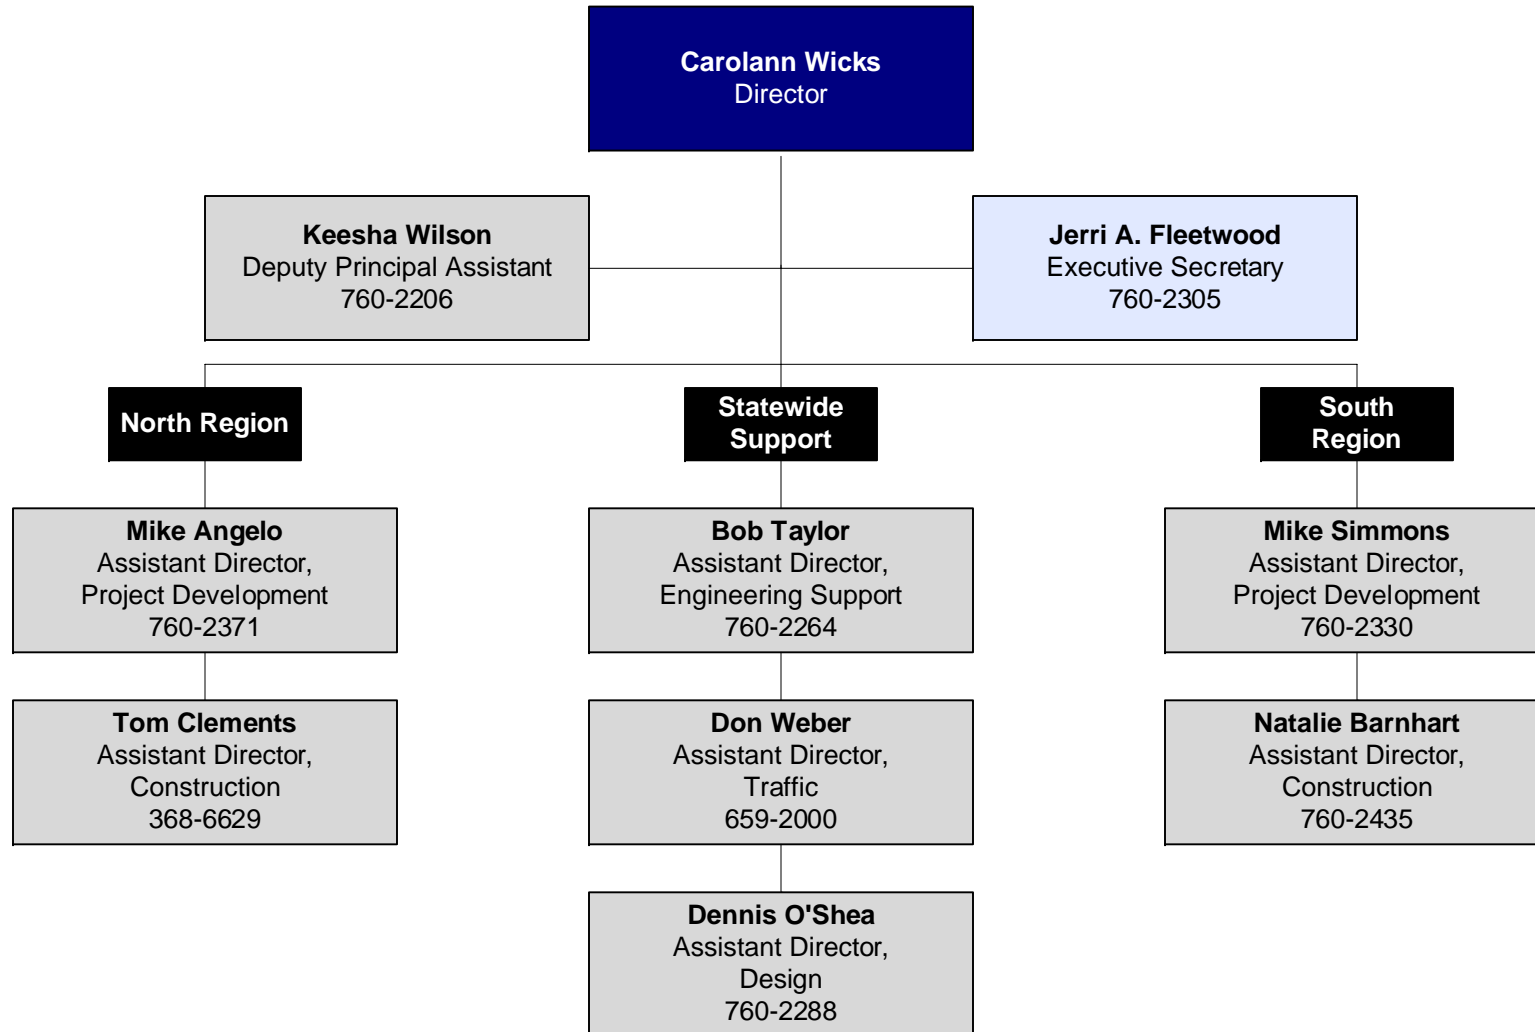 Carolann Wicks
Director
Keesha Wilson
Deputy Principal Assistant
760-2206
Jerri A. Fleetwood
Executive Secretary
760-2305
North Region
Statewide
Support
South
Region
Mike Angelo
Assistant Director,
Project Development
760-2371
Bob Taylor
Assistant Director,
Engineering Support
760-2264
Mike Simmons
Assistant Director,
Project Development
760-2330
Tom Clements
Assistant Director,
Construction
368-6629
Don Weber
Assistant Director,
Traffic
659-2000
Natalie Barnhart
Assistant Director,
Construction
760-2435
Dennis O'Shea
Assistant Director,
Design
760-2288